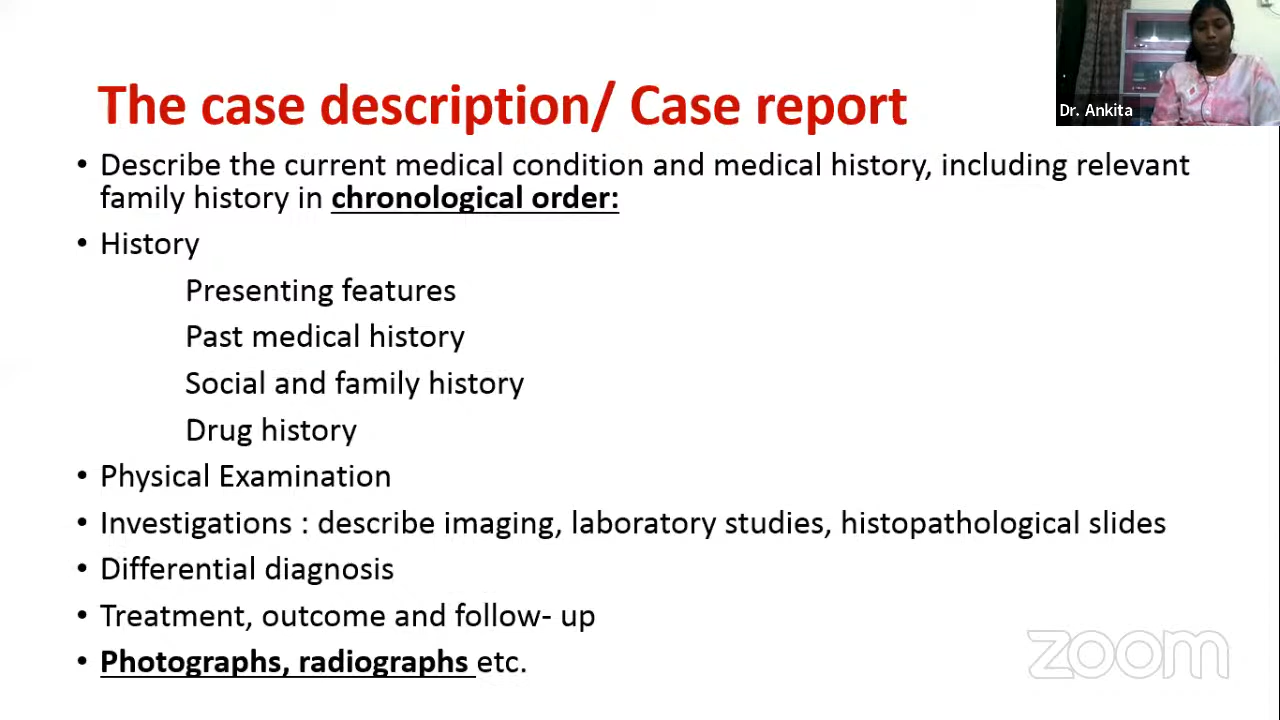 The case description/ Case report
Dr. Ankita
• Describe the current medical condition and medical history, including relevant
family history in chronological order:
• History
Presenting features
Past medical history
Social and family history
Drug history
• Physical Examination
• Investigations : describe imaging, laboratory studies, histopathological slides
• Differential diagnosis
• Treatment, outcome and follow- up
• Photographs, radiographs etc.
zoom